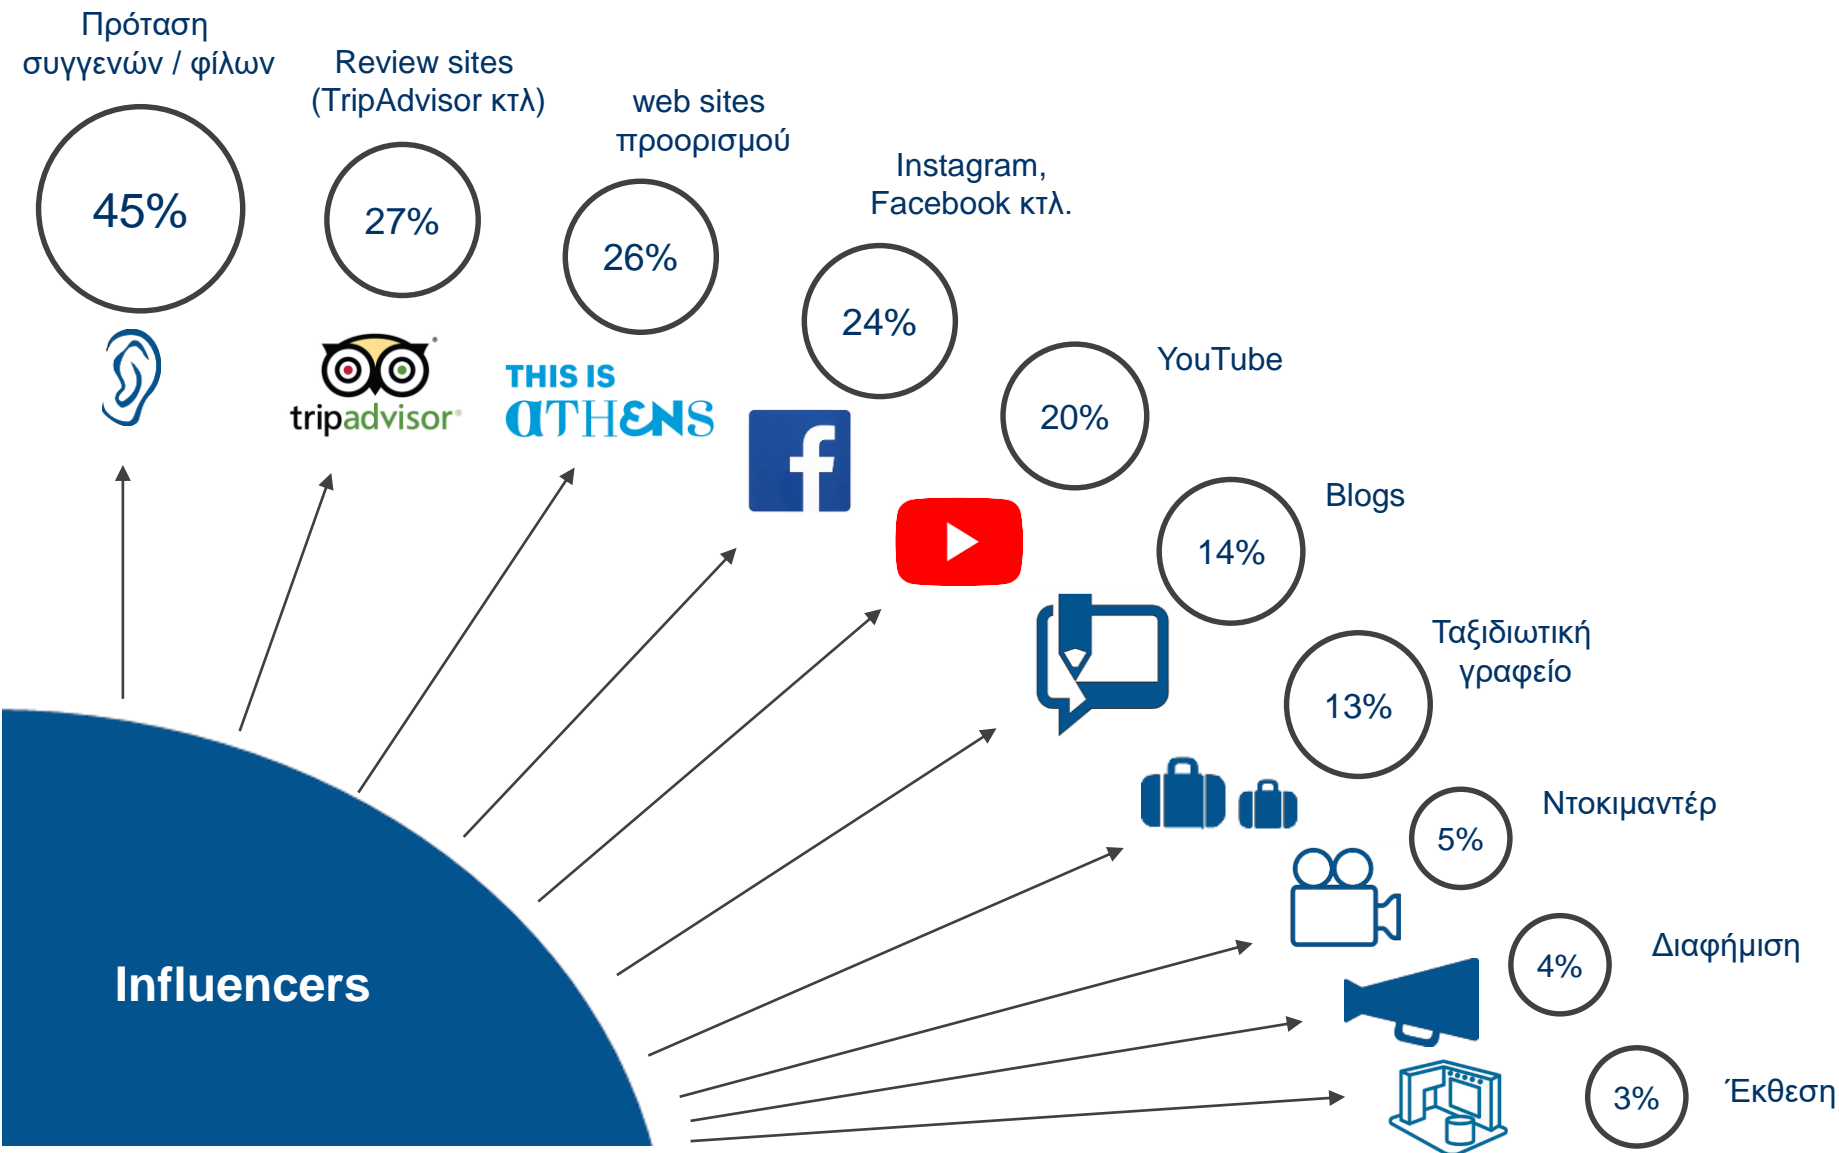 Πρόταση
συγγενών / φίλων
45%
Review sites
(TripAdvisor κτλ)
27%
tripadvisor®
web sites
προορισμού
26%
THIS IS
ATHENS
Instagram,
Facebook κτλ.
24%
f
YouTube
20%
Blogs
14%
Ταξιδιωτική
γραφείο
13%
Ντοκιμαντέρ
5%
Διαφήμιση
4%
Έκθεση
3%
Influencers